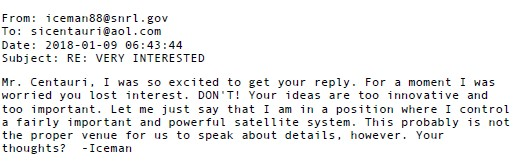 From: iceman88@snrl.gov
To: sicentauri@aol.com
Date: 2018-01-09 06:43:44
Subject: RE: VERY INTERESTED
Mr. Centauri, I was so excited to get your reply. For a moment I was
worried you lost interest. DON'T! Your ideas are too innovative and
too important. Let me just say that I am in a position where I control
a fairly important and powerful satellite system. This probably is not
the proper venue for us to speak about details, however. Your
thoughts?  -Iceman